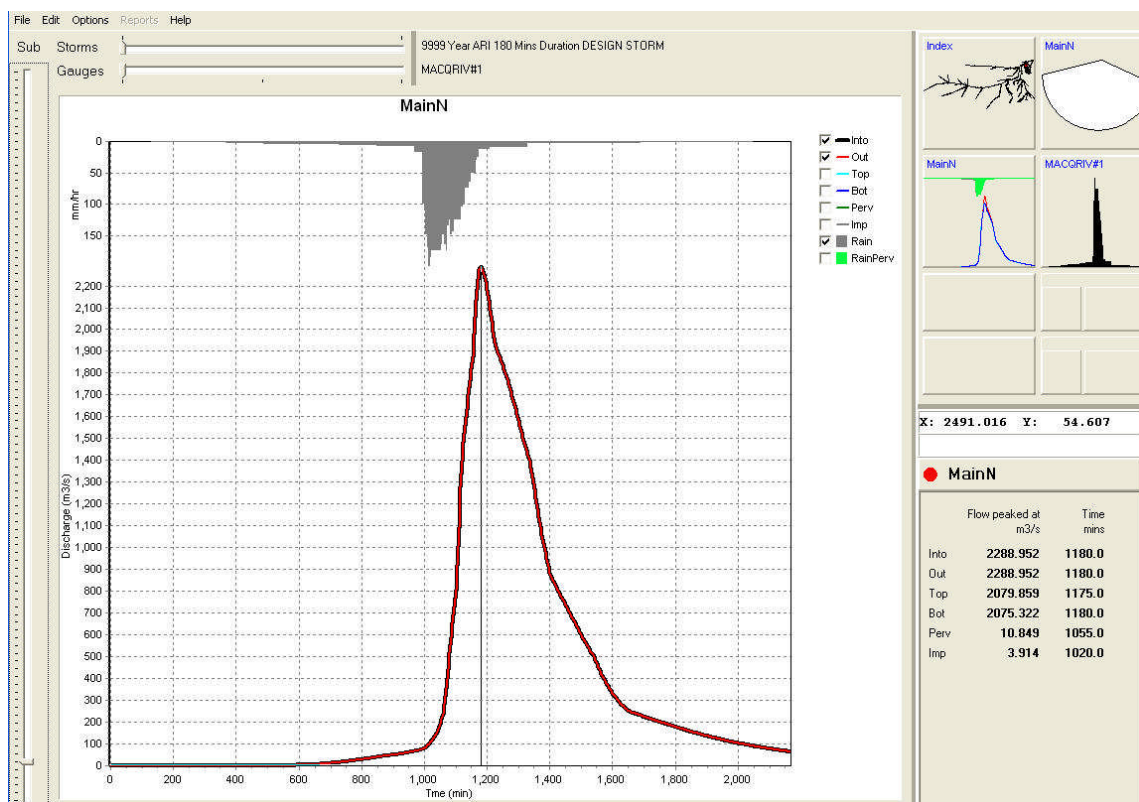 File Edit Options Reports Help
Sub Storms 9999 Year ARI 180 Mins Duration DESIGN STORM
Gauges MACQRIV#1
MainN
0
50
100
150
mm/hr
2,200
2,100
2,000
1,900
1,800
1,700
1,600
1,500
1,400
1,300
1,200
1,100
1,000
900
800
700
600
500
400
300
200
100
0
Discharge (m3/s)
0 200 400 600 800 1,000 1,200 1,400 1,600 1,800 2,000
Tme (min)
Into
Out
Top
Bot
Perv
Imp
Rain
RainPerv
Index MainN
MainN MACQRIV#1
X: 2491.016 Y: 54.607
MainN
Flow peaked at Time
m3/s mins
Into 2288.952 1180.0
Out 2288.952 1180.0
Top 2079.859 1175.0
Bot 2075.322 1180.0
Perv 10.849 1055.0
Imp 3.914 1020.0